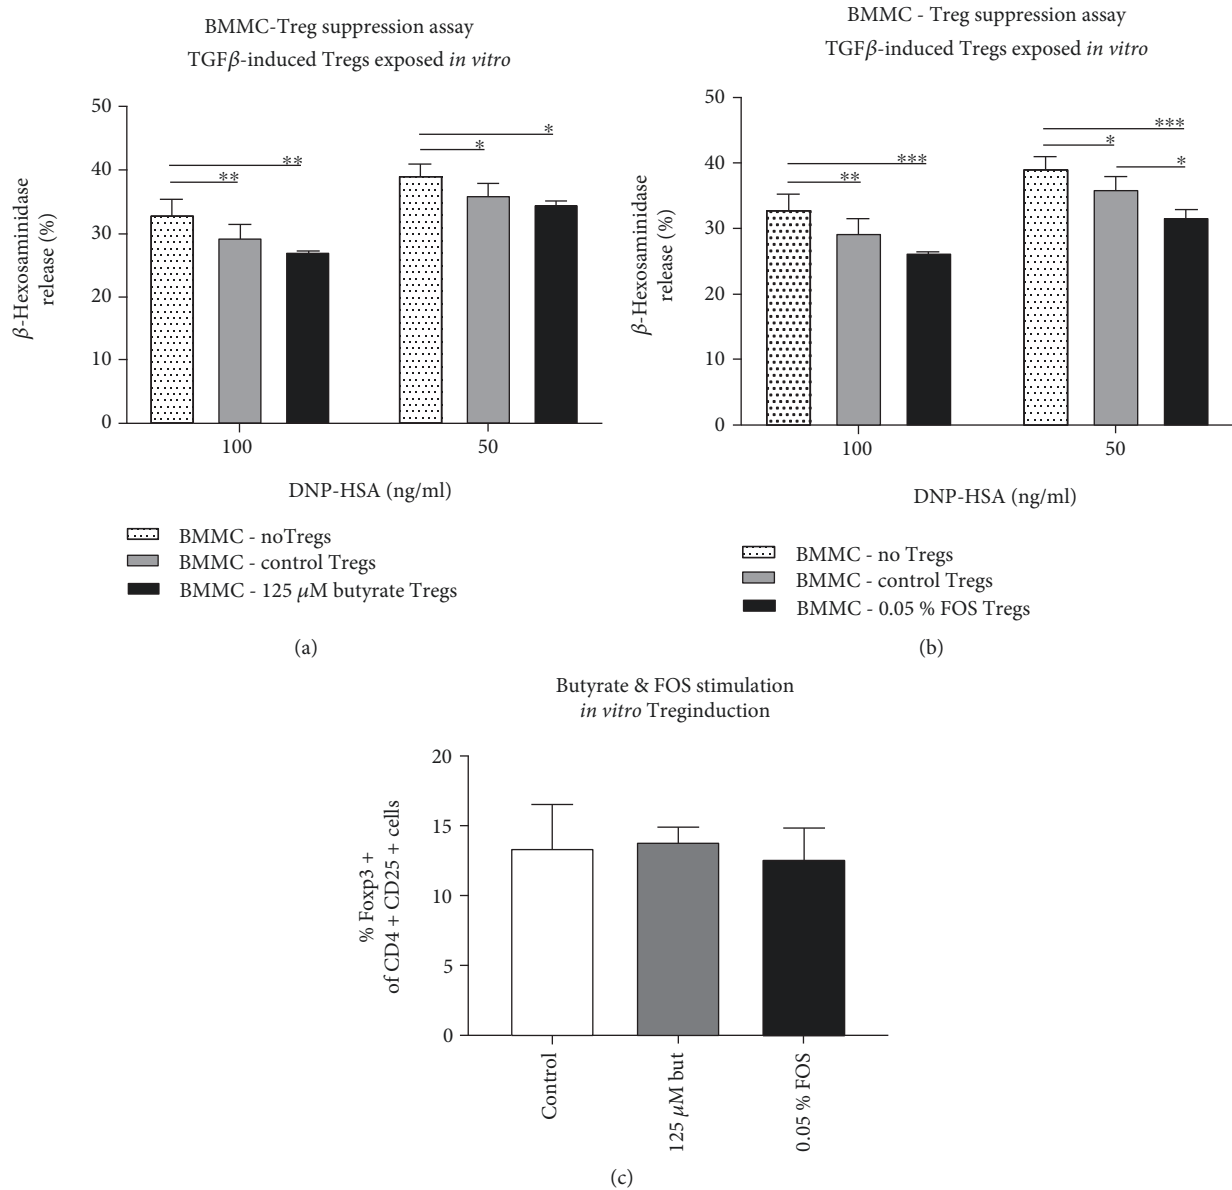 BMMC-Treg suppression assay
TGFβ-induced Tregs exposed in vitro
β-Hexosaminidase
release (%)
50
40
30
20
10
0
**
**
*
*
100
50
DNP-HSA (ng/ml)
BMMC - noTregs
BMMC - control Tregs
BMMC - 125 μM butyrate Tregs
(a)
BMMC - Treg suppression assay
TGFβ-induced Tregs exposed in vitro
β-Hexosaminidase
release (%)
50
40
30
20
10
0
***
**
***
*
*
100
50
DNP-HSA (ng/ml)
BMMC - no Tregs
BMMC - control Tregs
BMMC - 0.05 % FOS Tregs
(b)
Butyrate & FOS stimulation
in vitro Treginduction
% Foxp3 +
of CD4 + CD25 + cells
20
15
10
5
0
Control
125 μM but
0.05 % FOS
(c)